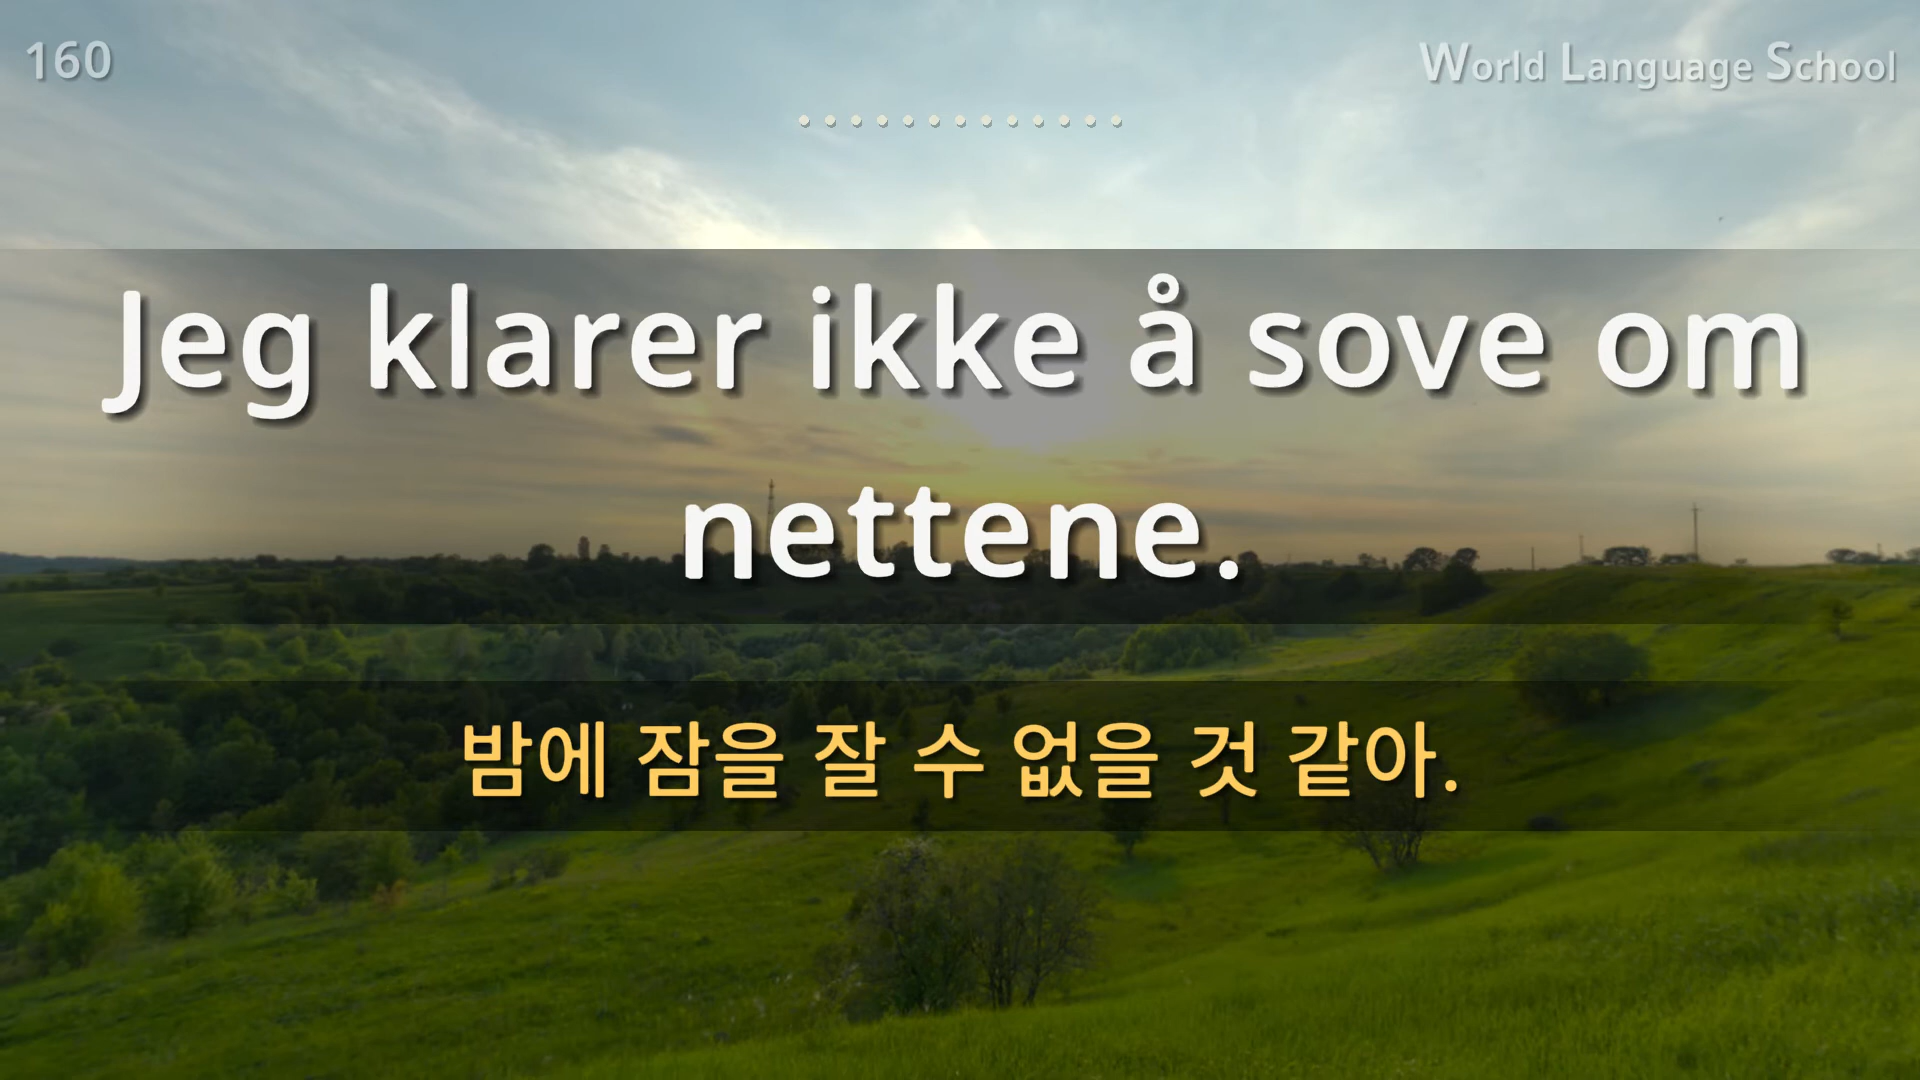 160
World Language School
Jeg klarer ikke å sove om
nettene.
밤에 잠을 잘 수 없을 것 같아.